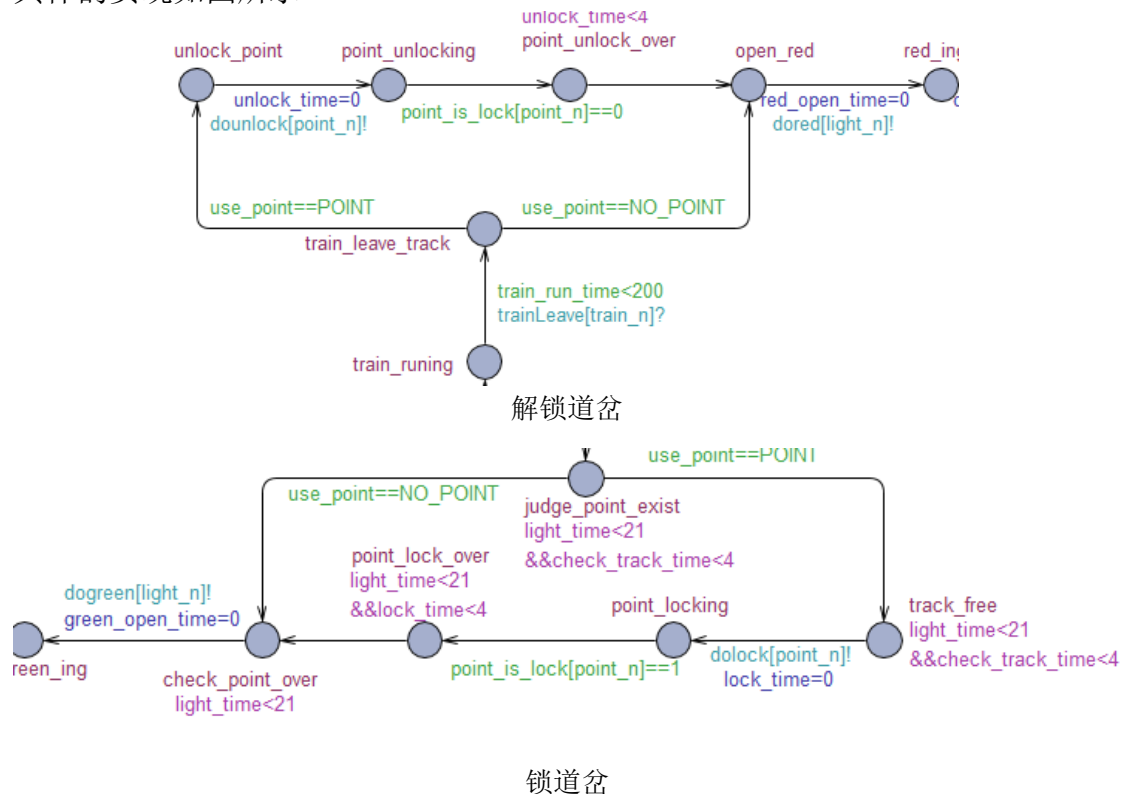 unlock_time<4
unlock_point point_unlocking point_unlock_over open_red
unlock_time=0 red_open_time=0
dounlock[point_n]! point_is_lock[point_n]==0 dored[light_n]!
use_point==POINT use_point==NO_POINT
train_leave_track
train_run_time<200
trainLeave[train_n]?
train_runing
解锁道岔
use_point==POINT
use_point==NO_POINT
judge_point_exist
light_time<21
&&check_track_time<4
point_lock_over
light_time<21
&&lock_time<4
dogreen[light_n]!
green_open_time=0
point_locking track_free
light_time<21
&&check_track_time<4
reen_ing
check_point_over
light_time<21
point_is_lock[point_n]==1
dolock[point_n]!
lock_time=0
锁道岔